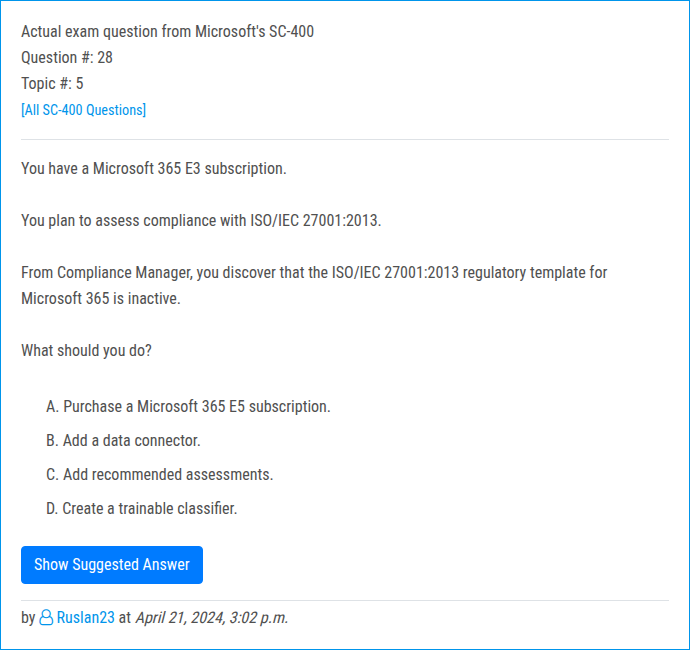 Actual exam question from Microsoft's SC-400
Question #: 28
Topic #: 5
[All SC-400 Questions]
You have a Microsoft 365 E3 subscription.
You plan to assess compliance with ISO/IEC 27001:2013.
From Compliance Manager, you discover that the ISO/IEC 27001:2013 regulatory template for
Microsoft 365 is inactive.
What should you do?
A. Purchase a Microsoft 365 E5 subscription.
B. Add a data connector.
C. Add recommended assessments.
D. Create a trainable classifier.
Show Suggested Answer
by Ruslan23 at April 21, 2024, 3:02 p.m.